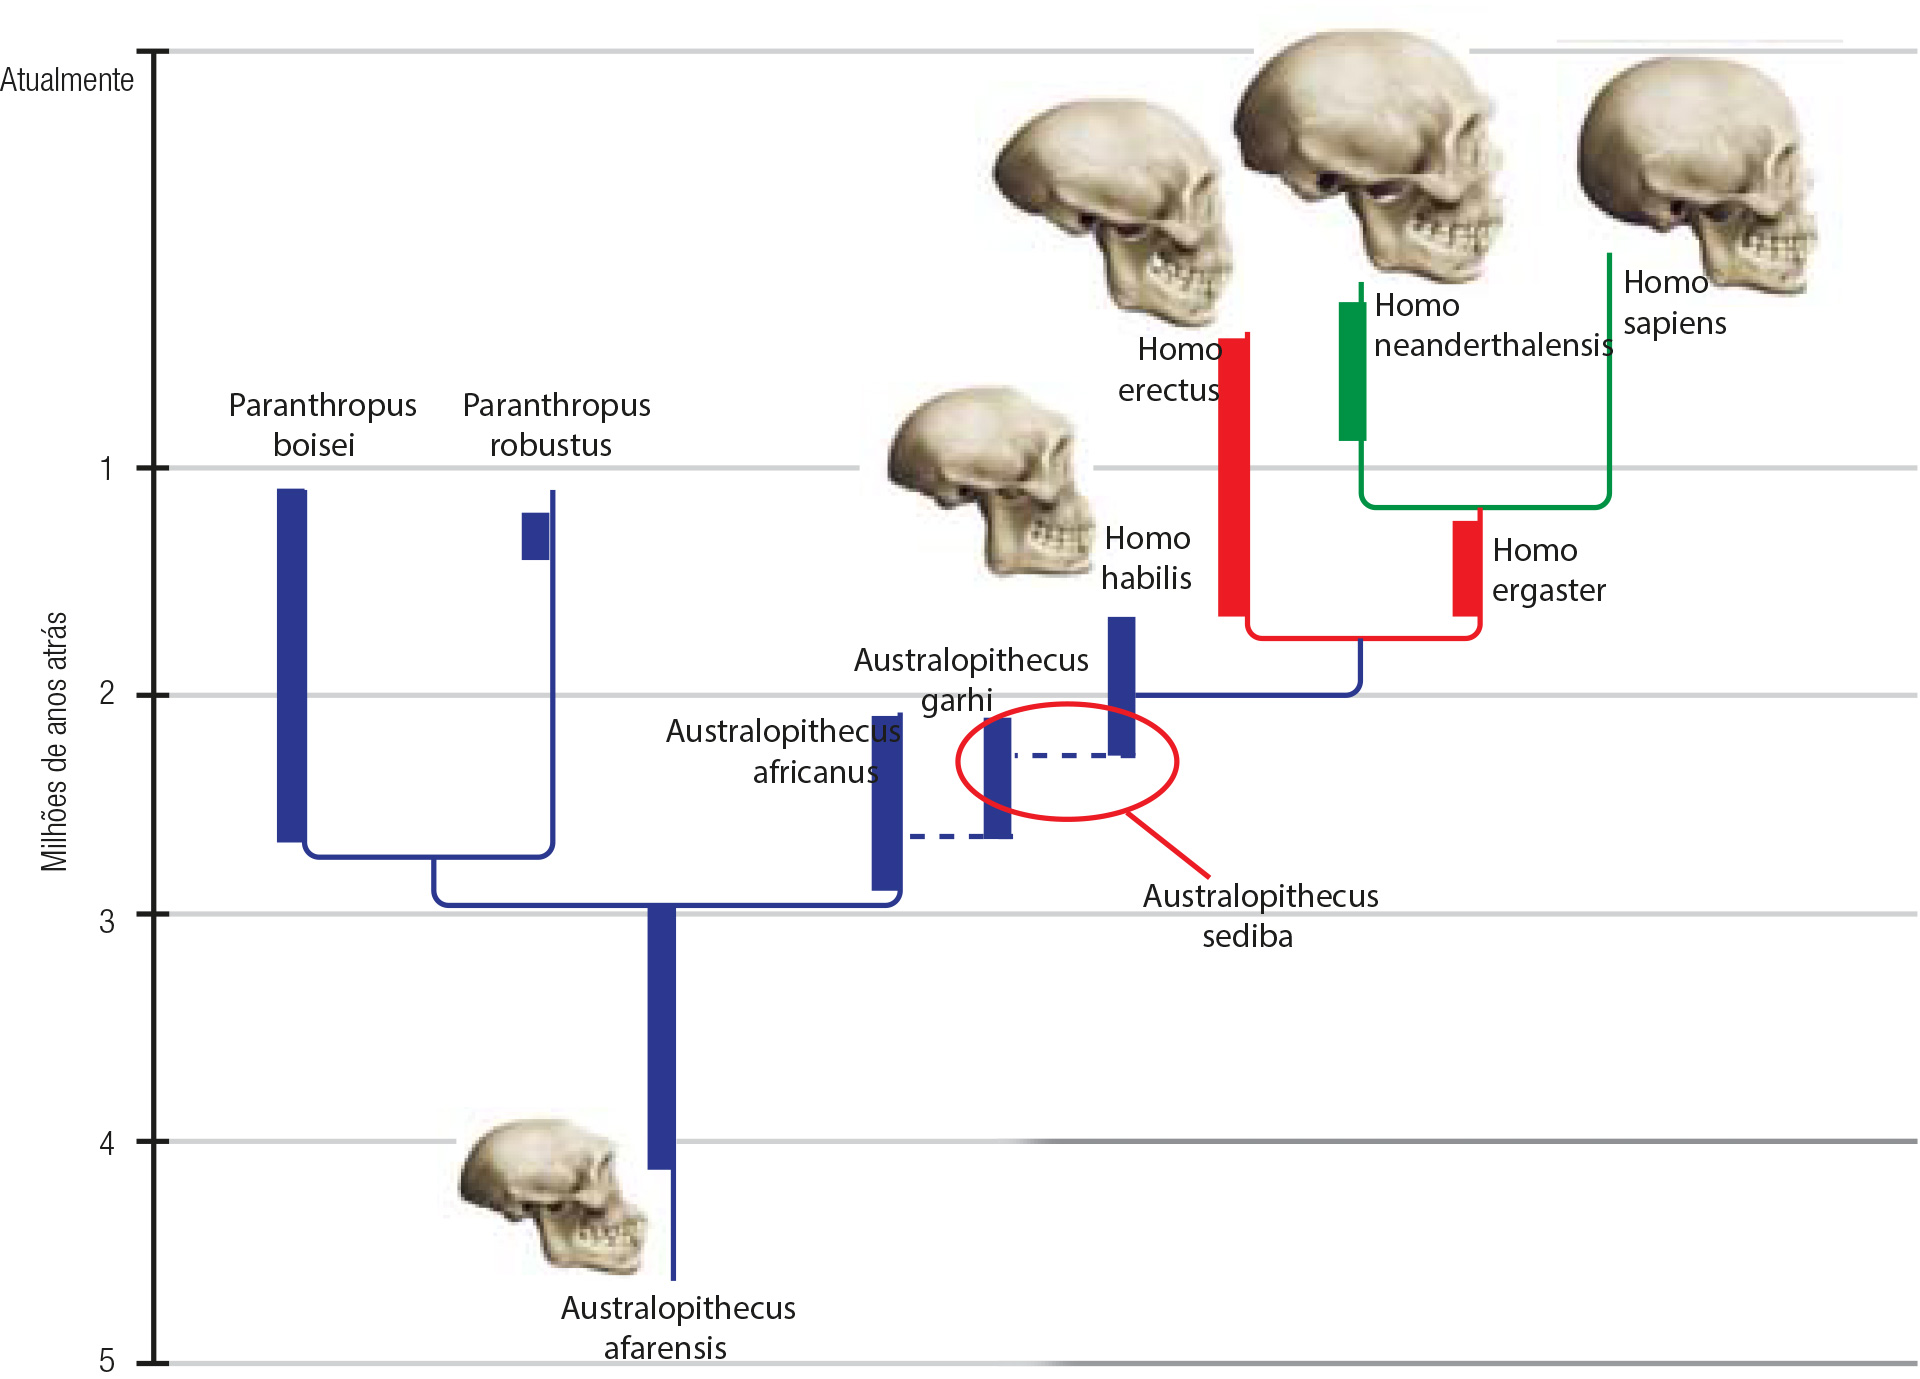 Atualmente
Homo
sapiens
Homo
neanderthalensis
Homo
erectus
Paranthropus
boisei
Paranthropus
robustus
1
Homo
habilis
Homo
ergaster
Milhões de anos atrás
Australopithecus
garhi
2
Australopithecus
africanus
Australopithecus
sediba
3
4
Australopithecus
afarensis
5